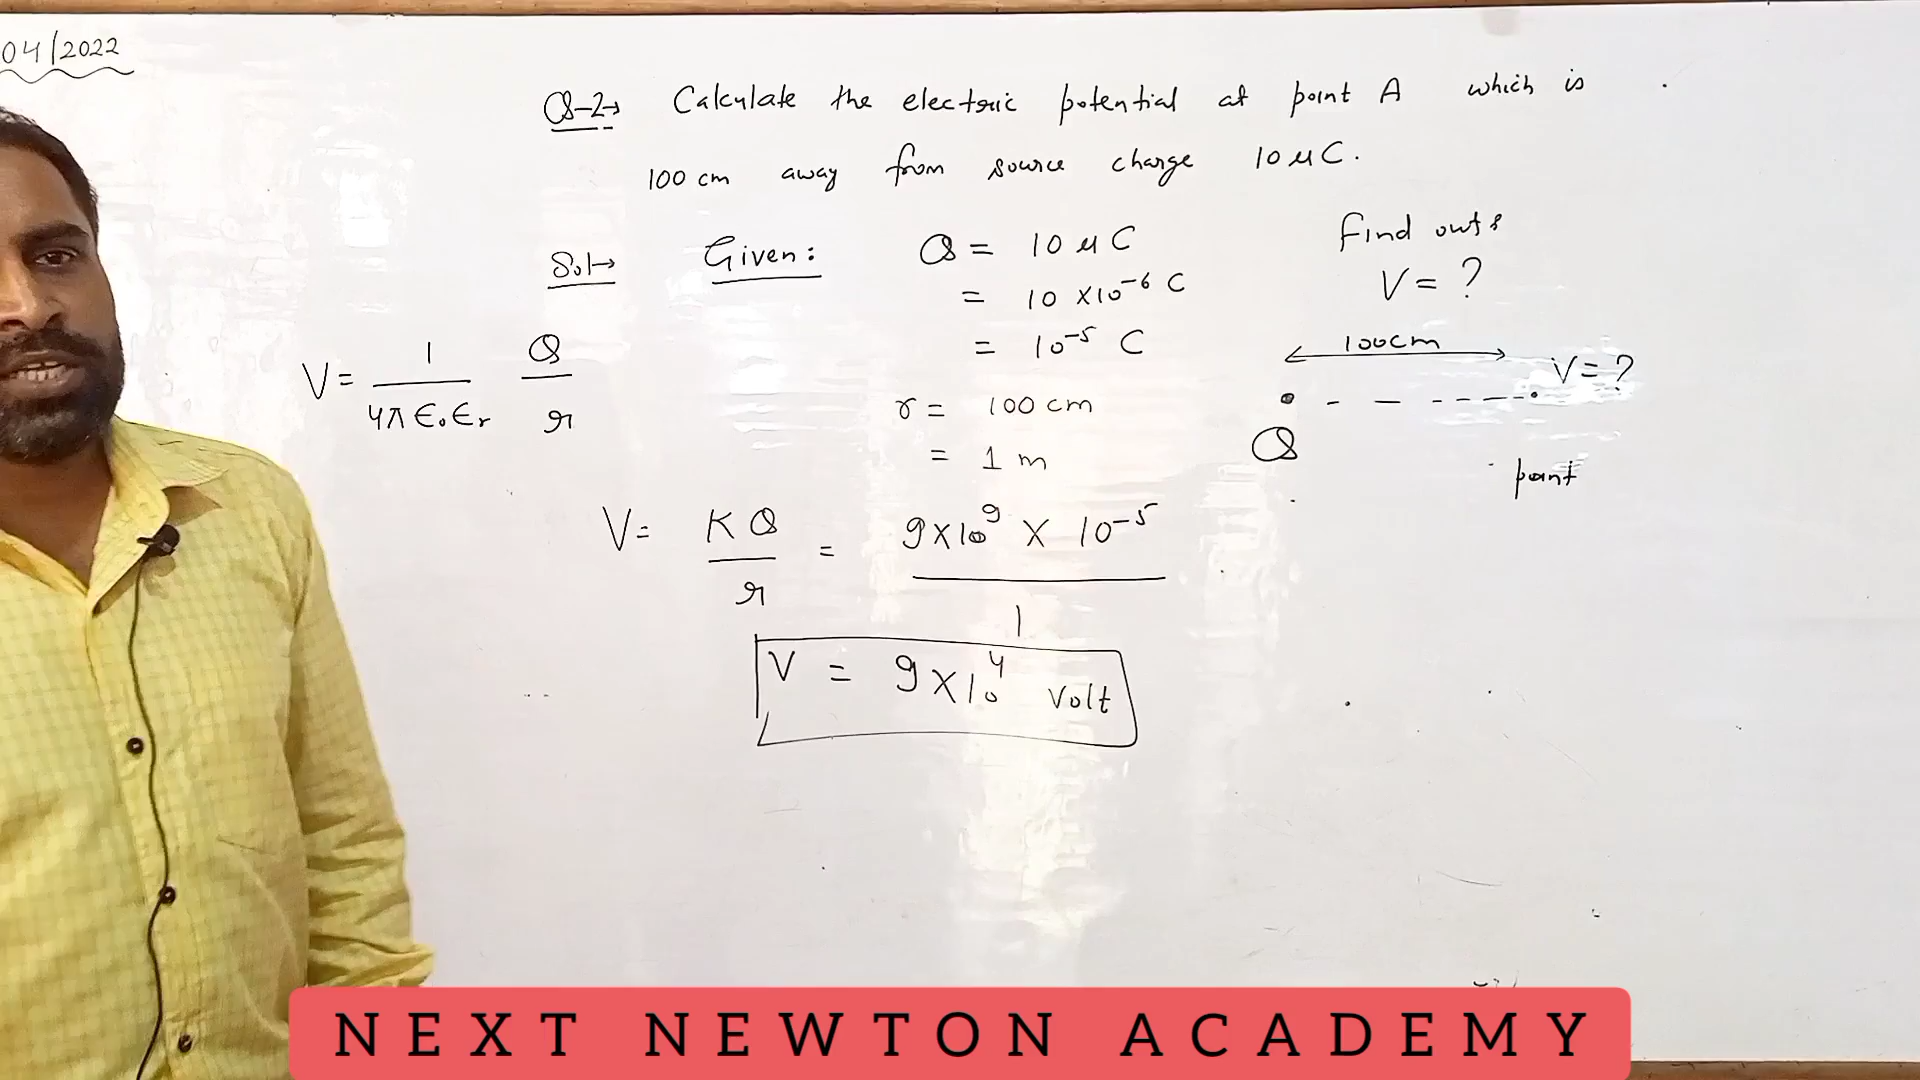 04/2022
Q-2→ Calculate the electric potential at point A which is
100 cm away from source charge 10 μC.
Sol→ Given: Q = 10 μC
= 10 ×10⁻⁶ C
= 10⁻⁵ C
r = 100 cm
= 1 m
Find out:
V = ?
100cm
V = ?
Q
point
V = 1/4π∈₀∈r Q/r
V = KQ/r = 9×10⁹ × 10⁻⁵/1
V = 9×10⁴ Volt
NEXT NEWTON ACADEMY